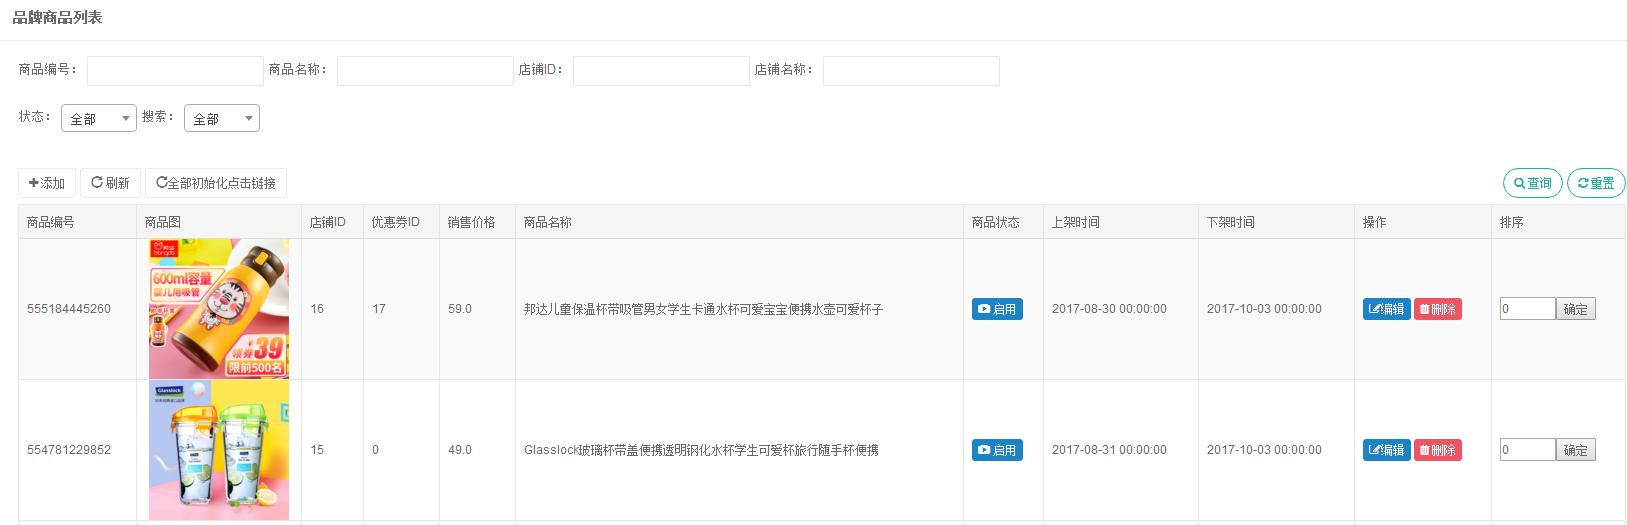 品牌商品列表
商品编号： 商品名称： 店铺ID： 店铺名称：
状态： 全部 搜索： 全部
添加 刷新 全部初始化点击链接 查询 重置
商品编号 商品图 店铺ID 优惠劵ID 销售价格 商品名称 商品状态 上架时间 下架时间 操作 排序
600ml容量
婴儿用吸管
领券39
限前500名
555184445260 16 17 59.0 邦达儿童保温杯带吸管男女学生卡通水杯可爱宝宝便携水壶可爱杯子 启用 2017-08-30 00:00:00 2017-10-03 00:00:00 编辑 删除 0 确定
Glasslock
554781229852 15 0 49.0 Glasslock玻璃杯带盖便携透明钢化水杯学生可爱杯旅行随手杯便携 启用 2017-08-31 00:00:00 2017-10-03 00:00:00 编辑 删除 0 确定